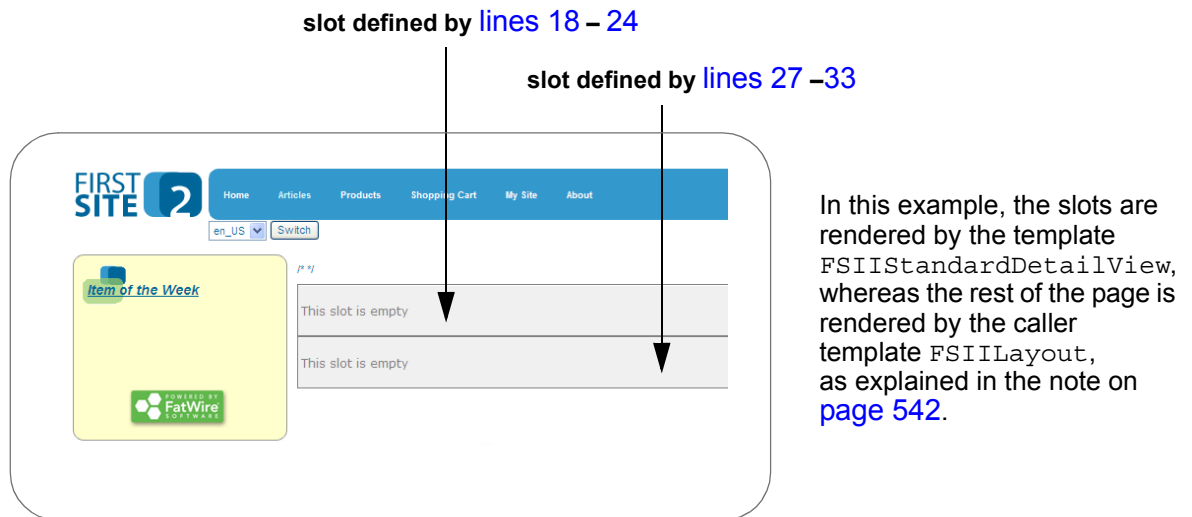 slot defined by lines 18 – 24
slot defined by lines 27 –33
FIRST
SITE 2
Home Articles Products Shopping Cart My Site About
en_US Switch
/* */
Item of the Week
This slot is empty
This slot is empty
POWERED BY
FatWire
SOFTWARE
In this example, the slots are
rendered by the template
FSIIStandardDetailView,
whereas the rest of the page is
rendered by the caller
template FSIILayout,
as explained in the note on
page 542.